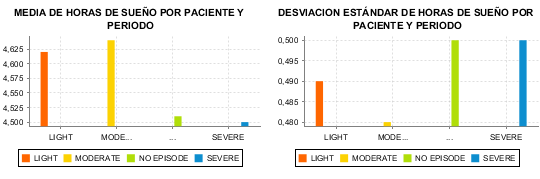 MEDIA DE HORAS DE SUEÑO POR PACIENTE Y
PERIODO
4,625
4,600
4,575
4,550
4,525
4,500
LIGHT MODE... ... SEVERE
LIGHT MODERATE NO EPISODE SEVERE
DESVIACION ESTÁNDAR DE HORAS DE SUEÑO POR
PACIENTE Y PERIODO
0,500
0,495
0,490
0,485
0,480
LIGHT MODE... ... SEVERE
LIGHT MODERATE NO EPISODE SEVERE